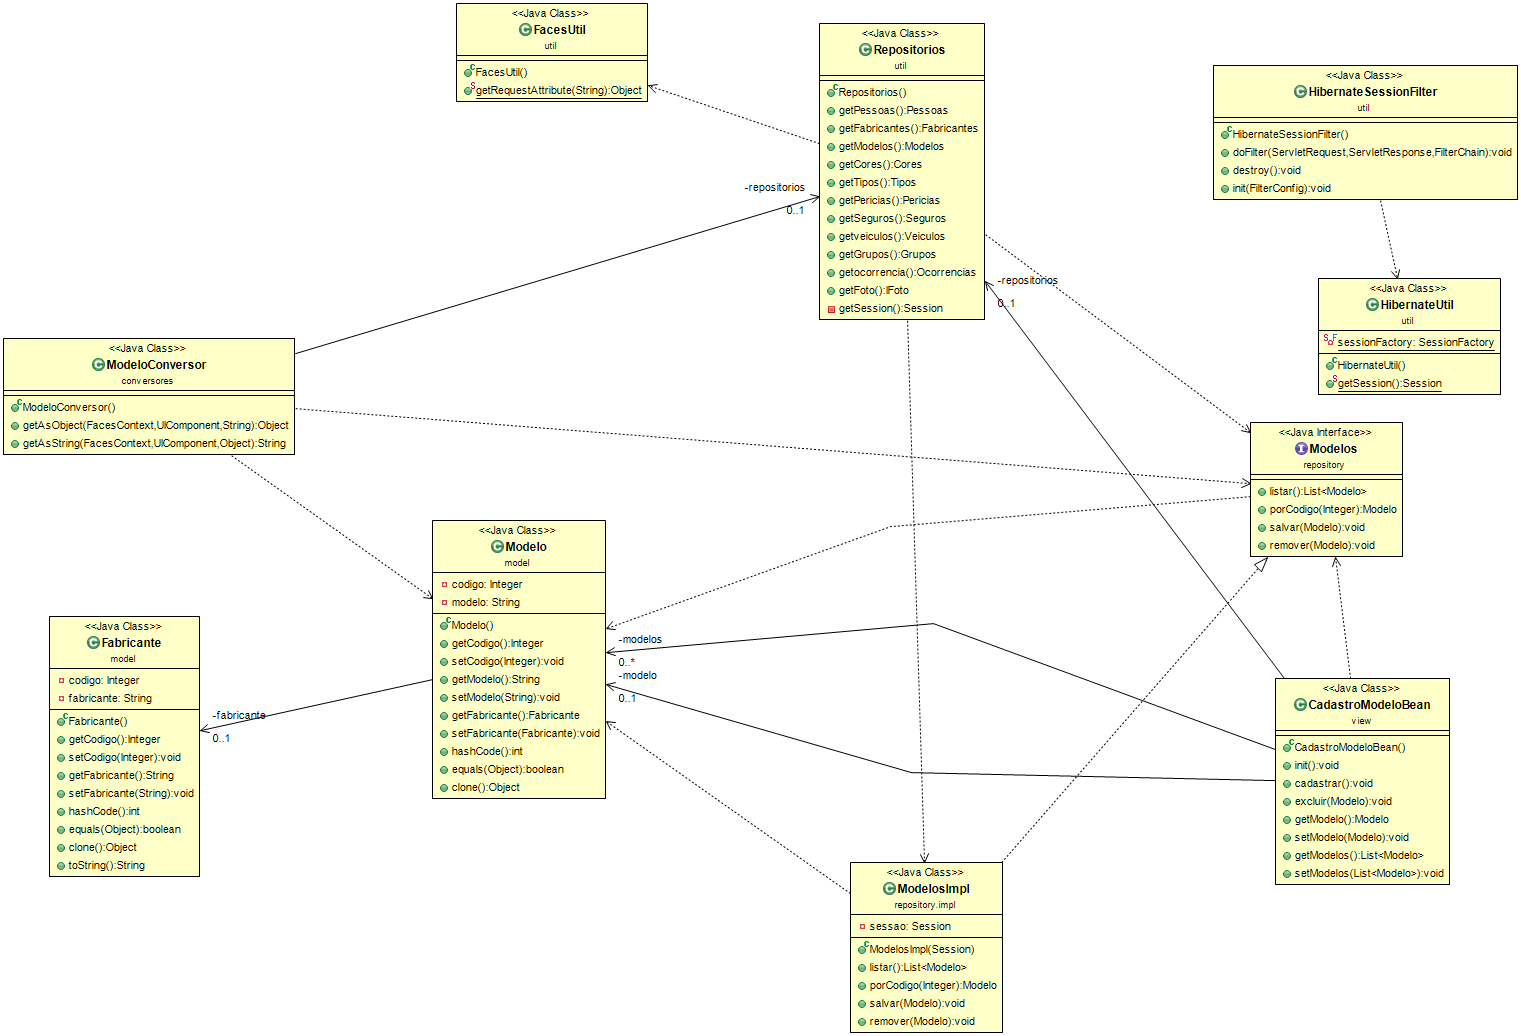 <<Java Class>>
FacesUtil
util
FacesUtil()
getRequestAttribute(String):Object
<<Java Class>>
Repositorios
util
Repositorios()
getPessoas():Pessoas
getFabricantes():Fabricantes
getModelos():Modelos
getCores():Cores
getTipos():Tipos
getPericias():Pericias
getSeguros():Seguros
getveiculos():Veiculos
getGrupos():Grupos
getocorrencia():Ocorrencias
getFoto():IFoto
getSession():Session
<<Java Class>>
HibernateSessionFilter
util
HibernateSessionFilter()
doFilter(ServletRequest,ServletResponse,FilterChain):void
destroy():void
init(FilterConfig):void
-repositorios
0..1
-repositorios
0..1
<<Java Class>>
HibernateUtil
util
sessionFactory: SessionFactory
HibernateUtil()
getSession():Session
<<Java Class>>
ModeloConversor
conversores
ModeloConversor()
getAsObject(FacesContext,UIComponent,String):Object
getAsString(FacesContext,UIComponent,Object):String
<<Java Interface>>
Modelos
repository
listar():List<Modelo>
porCodigo(Integer):Modelo
salvar(Modelo):void
remover(Modelo):void
<<Java Class>>
Modelo
model
codigo: Integer
modelo: String
Modelo()
getCodigo():Integer
setCodigo(Integer):void
getModelo():String
setModelo(String):void
getFabricante():Fabricante
setFabricante(Fabricante):void
hashCode():int
equals(Object):boolean
clone():Object
-modelos
0..*
-modelo
0..1
<<Java Class>>
Fabricante
model
codigo: Integer
fabricante: String
Fabricante()
getCodigo():Integer
setCodigo(Integer):void
getFabricante():String
setFabricante(String):void
hashCode():int
equals(Object):boolean
clone():Object
toString():String
-fabricante
0..1
<<Java Class>>
CadastroModeloBean
view
CadastroModeloBean()
init():void
cadastrar():void
excluir(Modelo):void
getModelo():Modelo
setModelo(Modelo):void
getModelos():List<Modelo>
setModelos(List<Modelo>):void
<<Java Class>>
ModelosImpl
repository.impl
sessao: Session
ModelosImpl(Session)
listar():List<Modelo>
porCodigo(Integer):Modelo
salvar(Modelo):void
remover(Modelo):void